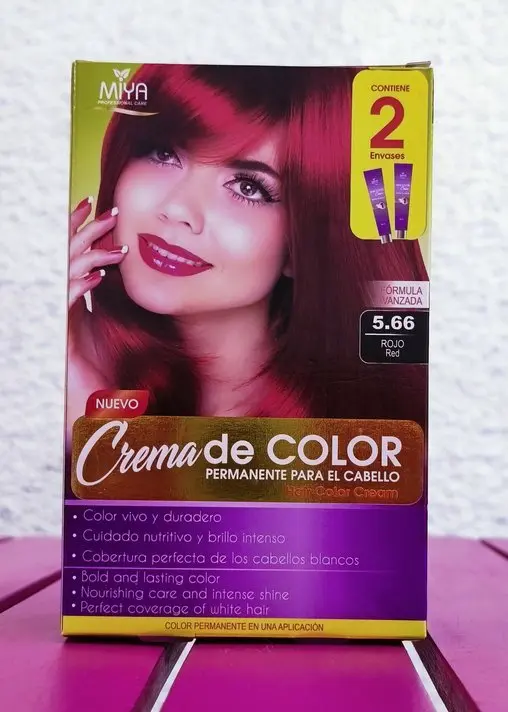 MiYA
PROFESSIONAL CARE
CONTIENE
2
Envases
FÓRMULA
AVANZADA
5.66
ROJO
Red
NUEVO
Crema de COLOR
PERMANENTE PARA EL CABELLO
Hair Color Cream
• Color vivo y duradero
• Cuidado nutritivo y brillo intenso
• Cobertura perfecta de los cabellos blancos
• Bold and lasting color
• Nourishing care and intense shine
• Perfect coverage of white hair
COLOR PERMANENTE EN UNA APLICACIÓN